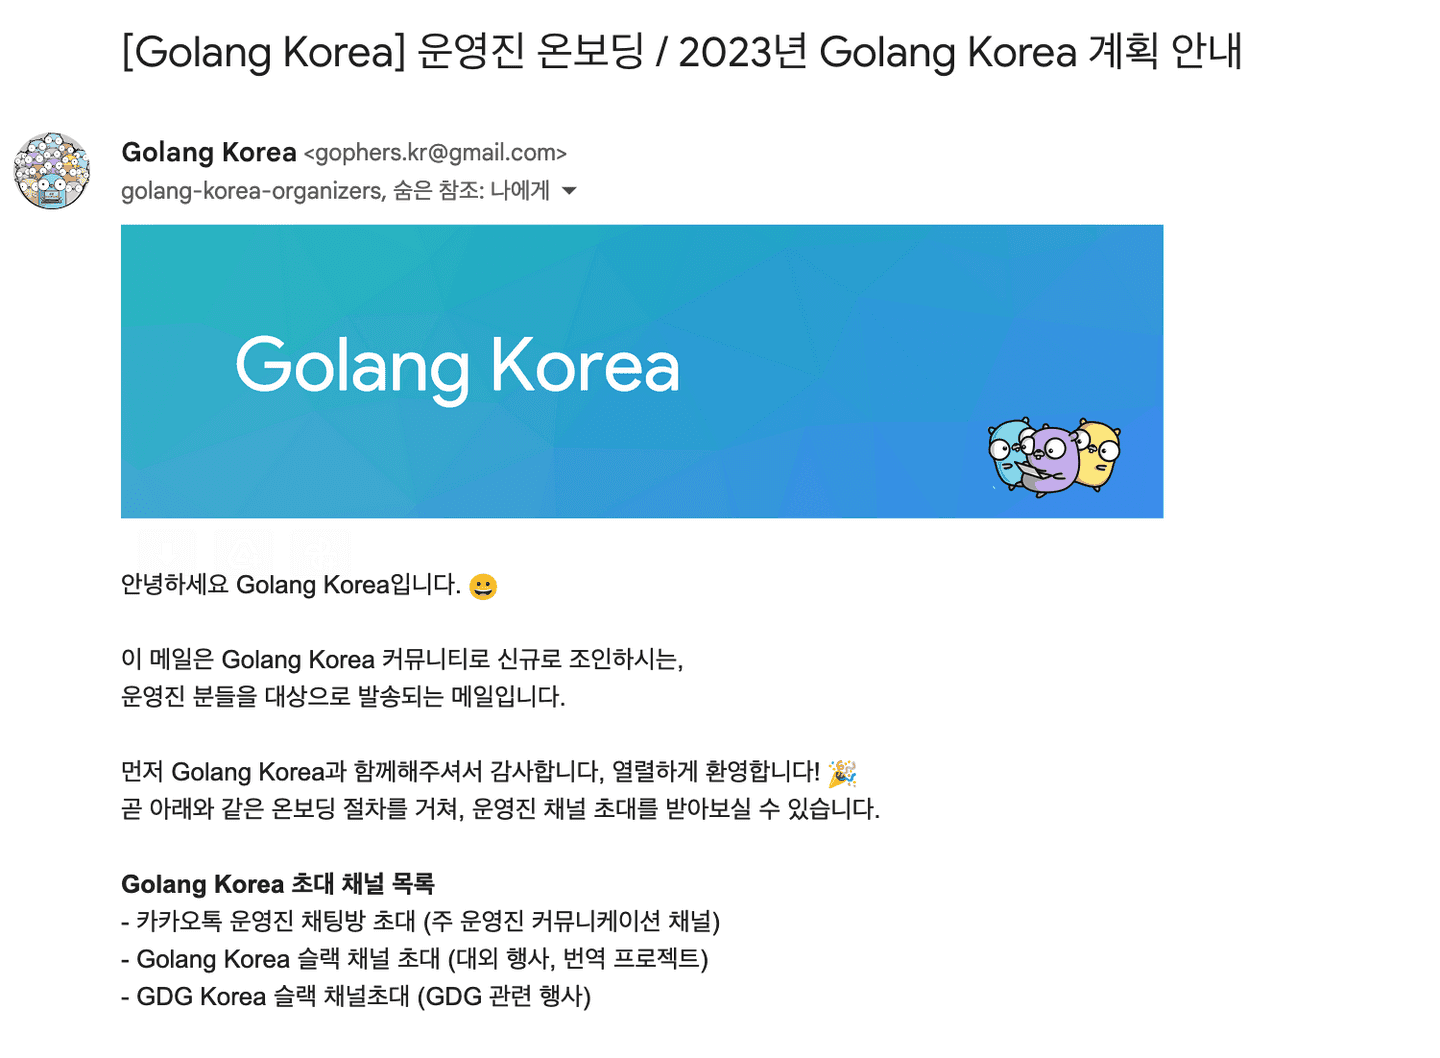 [Golang Korea] 운영진 온보딩 / 2023년 Golang Korea 계획 안내
Golang Korea <gophers.kr@gmail.com>
golang-korea-organizers, 숨은 참조: 나에게
Golang Korea
안녕하세요 Golang Korea입니다. 😀
이 메일은 Golang Korea 커뮤니티로 신규로 조인하시는,
운영진 분들을 대상으로 발송되는 메일입니다.
먼저 Golang Korea과 함께해주셔서 감사합니다, 열렬하게 환영합니다! 🎉
곧 아래와 같은 온보딩 절차를 거쳐, 운영진 채널 초대를 받아보실 수 있습니다.
Golang Korea 초대 채널 목록
- 카카오톡 운영진 채팅방 초대 (주 운영진 커뮤니케이션 채널)
- Golang Korea 슬랙 채널 초대 (대외 행사, 번역 프로젝트)
- GDG Korea 슬랙 채널초대 (GDG 관련 행사)